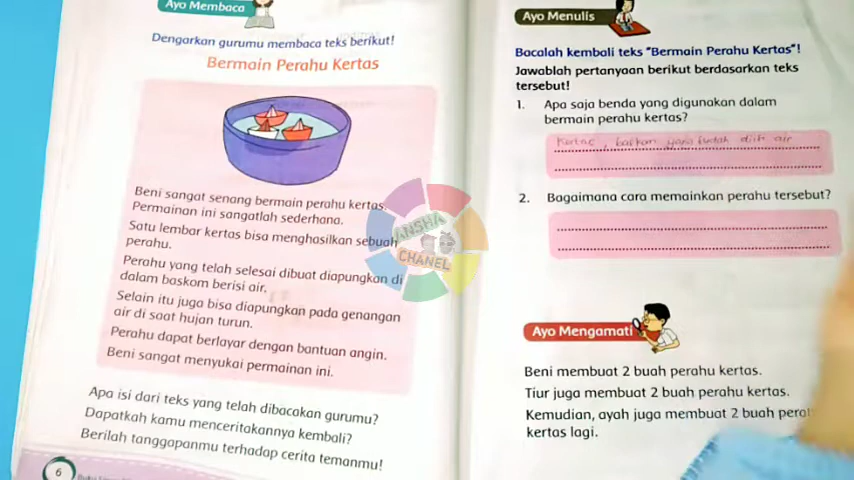 Ayo Membaca
Dengarkan gurumu membaca teks berikut!
Bermain Perahu Kertas
Beni sangat senang bermain perahu kertas.
Permainan ini sangatlah sederhana.
Satu lembar kertas bisa menghasilkan sebuah
perahu.
Perahu yang telah selesai dibuat diapungkan di
dalam baskom berisi air.
Selain itu juga bisa diapungkan pada genangan
air di saat hujan turun.
Perahu dapat berlayar dengan bantuan angin.
Beni sangat menyukai permainan ini.
Apa isi dari teks yang telah dibacakan gurumu?
Dapatkah kamu menceritakannya kembali?
Berilah tanggapanmu terhadap cerita temanmu!
6
ANSHA
CHANEL
Ayo Menulis
Bacalah kembali teks "Bermain Perahu Kertas"!
Jawablah pertanyaan berikut berdasarkan teks
tersebut!
1. Apa saja benda yang digunakan dalam
bermain perahu kertas?
Kertas, baskom yang sudah diisi air
2. Bagaimana cara memainkan perahu tersebut?
Ayo Mengamati
Beni membuat 2 buah perahu kertas.
Tiur juga membuat 2 buah perahu kertas.
Kemudian, ayah juga membuat 2 buah pera
kertas lagi.